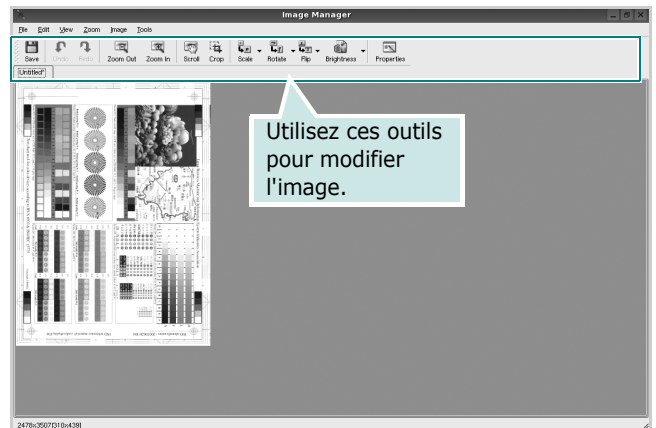 Image Manager
File Edit View Zoom Image Tools
Save Undo Redo Zoom Out Zoom In Scroll Crop Scale Rotate Flip Brightness Properties
Untitled*
Utilisez ces outils
pour modifier
l'image.
2478x3507[310x439]